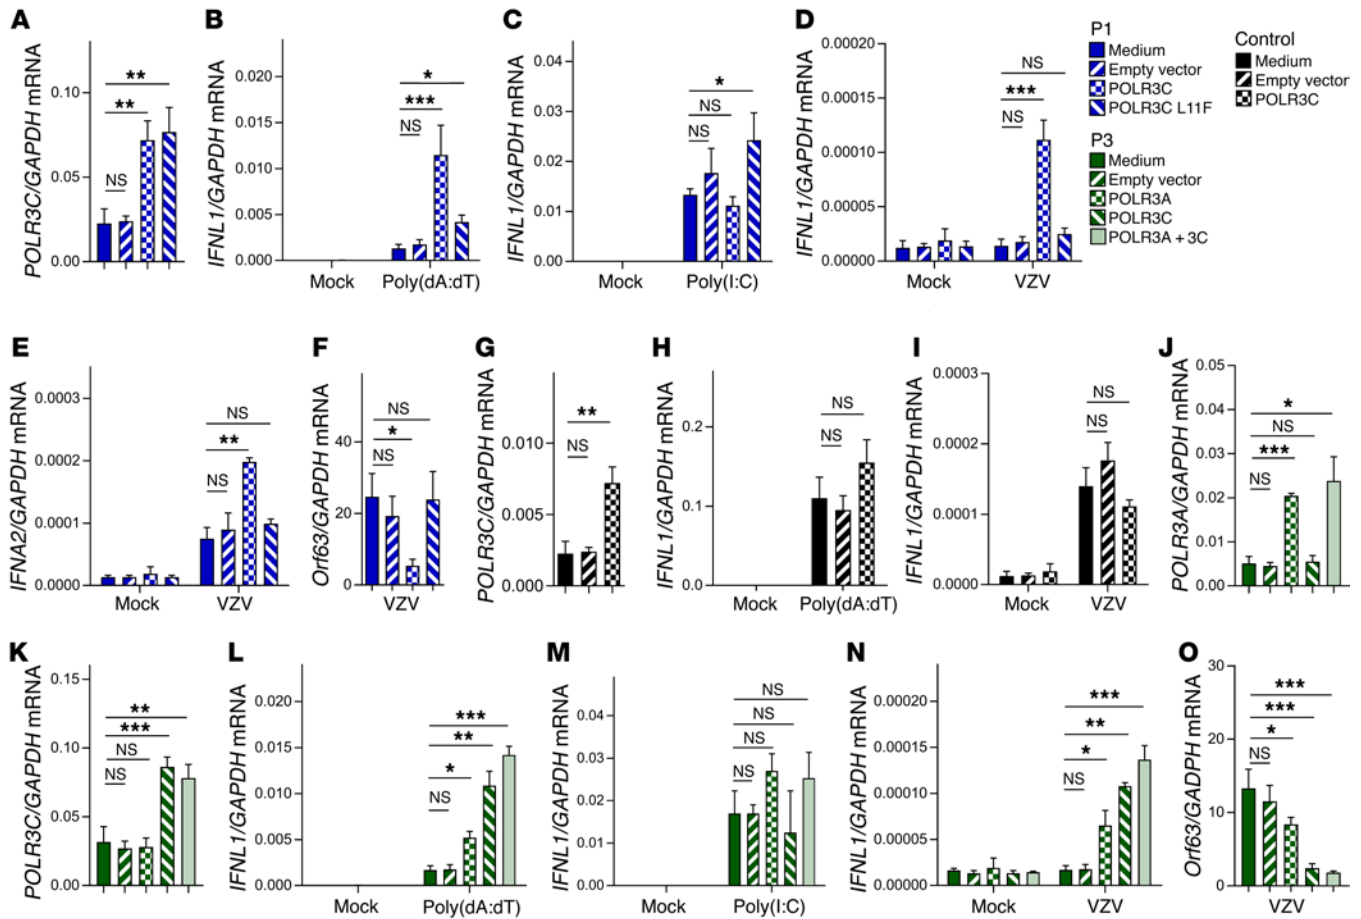 A
POLR3C/GAPDH mRNA
0.10
0.05
0.00
**
**
NS
B
IFNL1/GAPDH mRNA
0.020
0.015
0.010
0.005
0.000
*
***
NS
Mock Poly(dA:dT)
C
IFNL1/GAPDH mRNA
0.04
0.03
0.02
0.01
0.00
*
NS
NS
Mock Poly(I:C)
D
IFNL1/GAPDH mRNA
0.00020
0.00015
0.00010
0.00005
0.00000
NS
***
NS
Mock VZV
P1
Medium
Empty vector
POLR3C
POLR3C L11F
P3
Medium
Empty vector
POLR3A
POLR3C
POLR3A + 3C
Control
Medium
Empty vector
POLR3C
E
IFNA2/GAPDH mRNA
0.0003
0.0002
0.0001
0.0000
NS
**
NS
Mock VZV
F
Orf63/GAPDH mRNA
40
20
0
NS
*
NS
VZV
G
POLR3C/GAPDH mRNA
0.010
0.005
0.000
**
NS
H
IFNL1/GAPDH mRNA
0.2
0.1
0.0
NS
NS
Mock Poly(dA:dT)
I
IFNL1/GAPDH mRNA
0.0003
0.0002
0.0001
0.0000
NS
NS
Mock VZV
J
POLR3A/GAPDH mRNA
0.05
0.04
0.03
0.02
0.01
0.00
*
NS
***
NS
K
POLR3C/GAPDH mRNA
0.15
0.10
0.05
0.00
**
***
NS
NS
L
IFNL1/GAPDH mRNA
0.020
0.015
0.010
0.005
0.000
***
**
*
NS
Mock Poly(dA:dT)
M
IFNL1/GAPDH mRNA
0.04
0.03
0.02
0.01
0.00
NS
NS
NS
NS
Mock Poly(I:C)
N
IFNL1/GAPDH mRNA
0.00020
0.00015
0.00010
0.00005
0.00000
***
**
*
NS
Mock VZV
O
Orf63/GADPH mRNA
30
20
10
0
***
***
*
NS
VZV